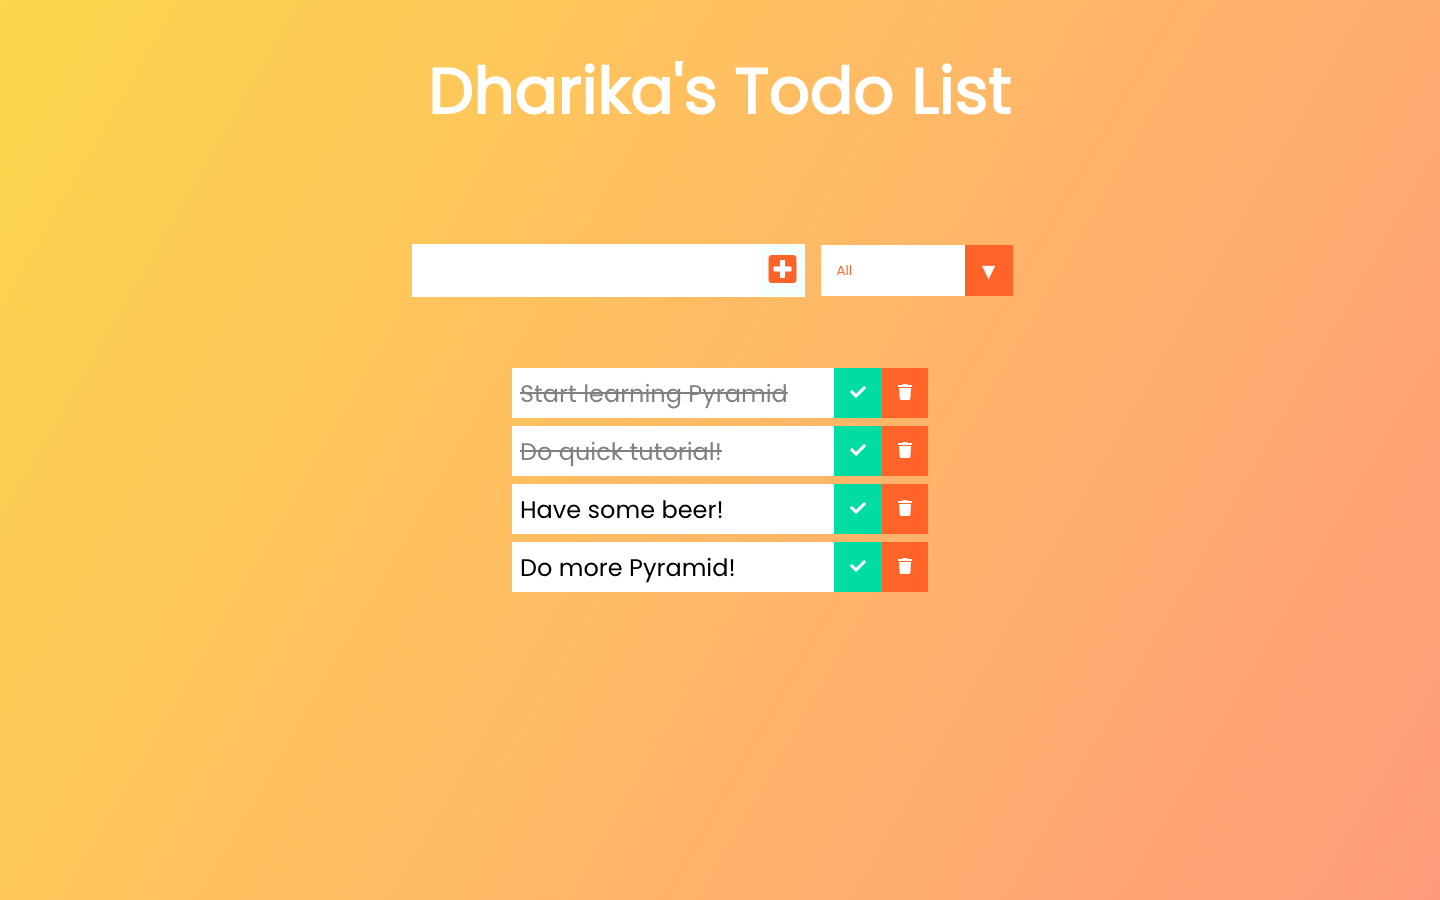 Dharika's Todo List
All
Start learning Pyramid
Do quick tutorial!
Have some beer!
Do more Pyramid!